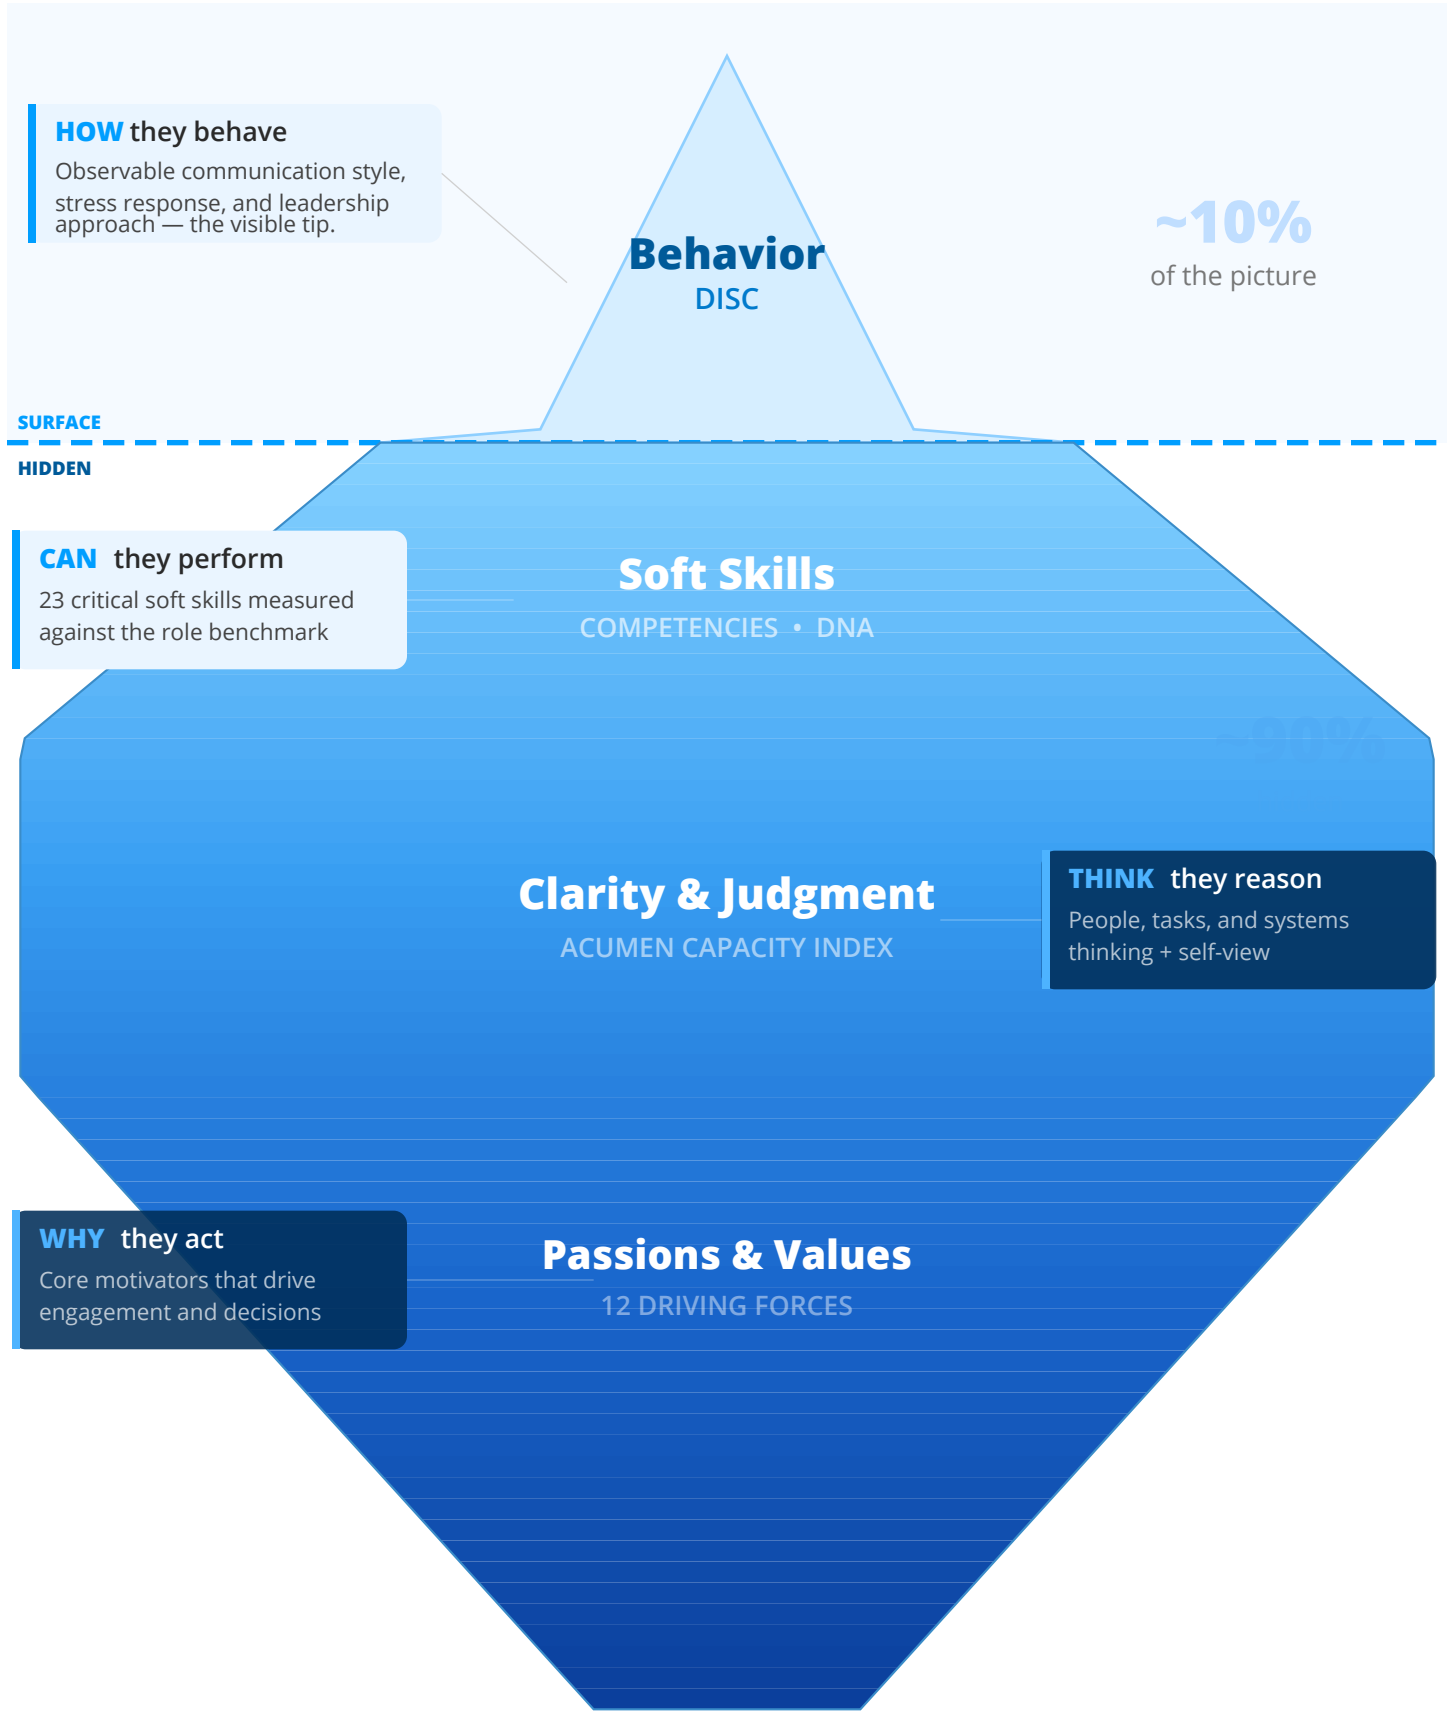 HOW they behave
Observable communication style,
stress response, and leadership
approach — the visible tip.
Behavior
DISC
~10%
of the picture
SURFACE
HIDDEN
CAN they perform
23 critical soft skills measured
against the role benchmark
Soft Skills
COMPETENCIES • DNA
~90%
Clarity & Judgment
ACUMEN CAPACITY INDEX
THINK they reason
People, tasks, and systems
thinking + self-view
WHY they act
Core motivators that drive
engagement and decisions
Passions & Values
12 DRIVING FORCES